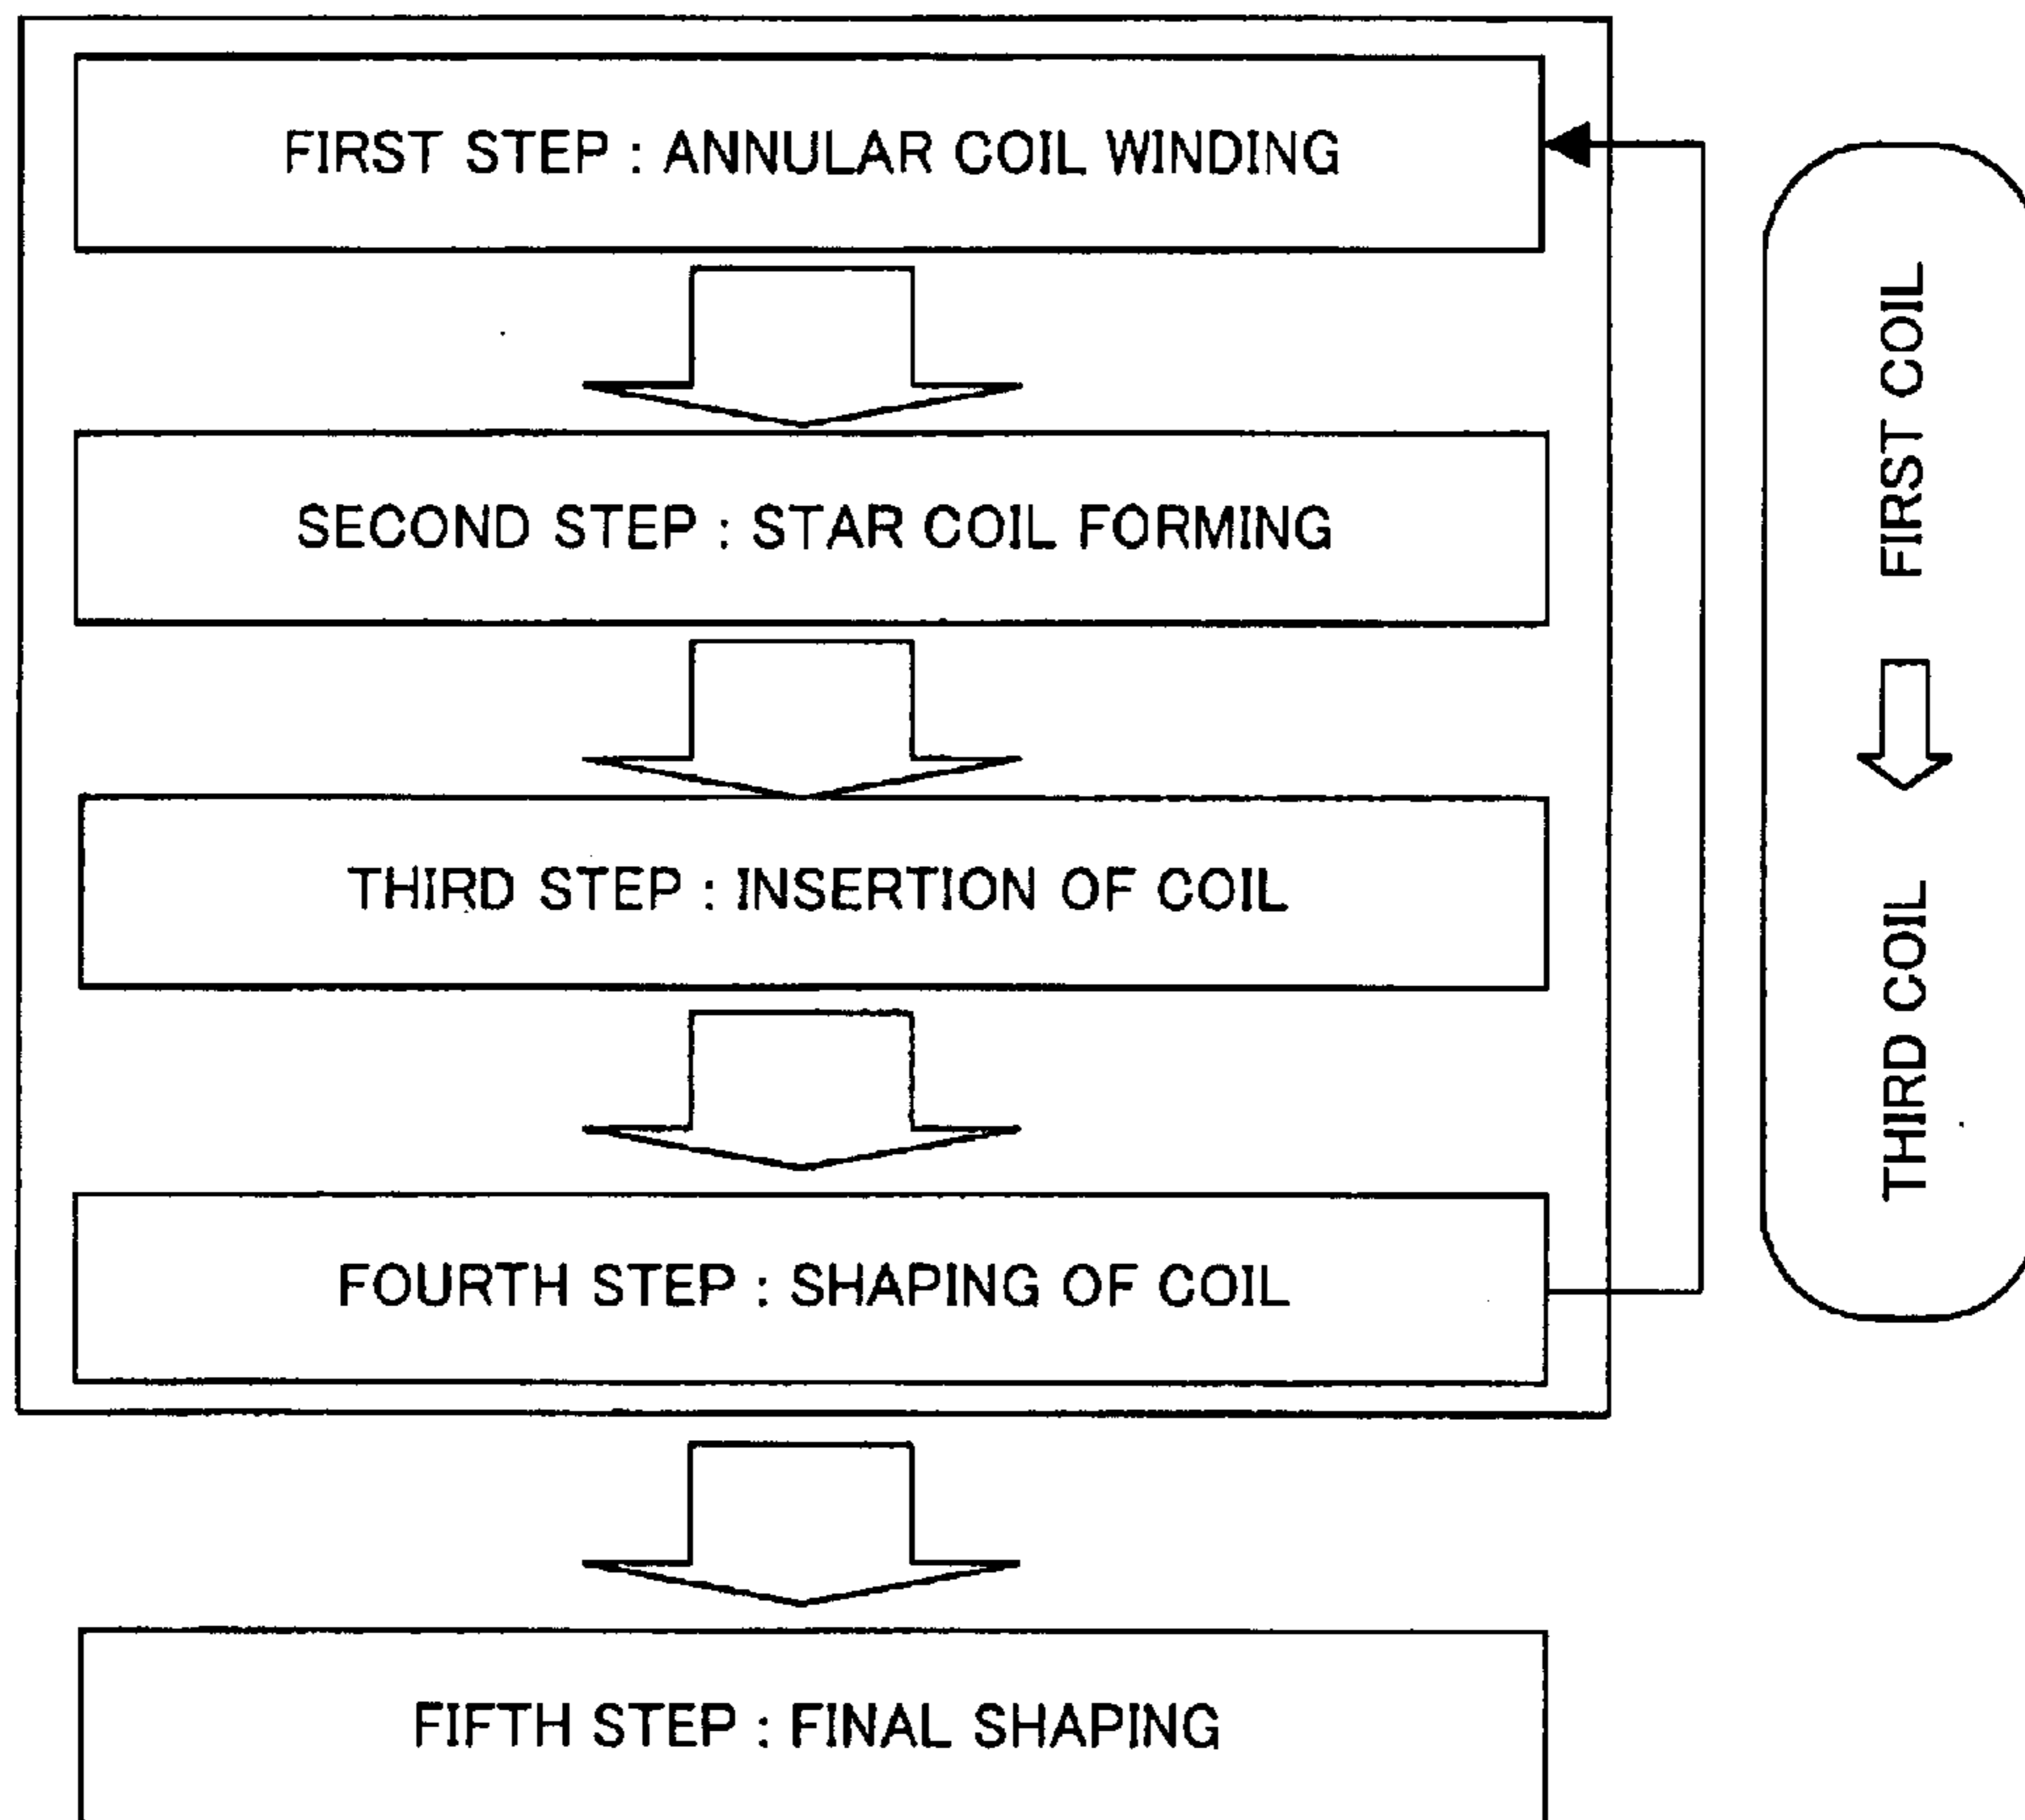 FIRST STEP : ANNULAR COIL WINDING
SECOND STEP : STAR COIL FORMING
THIRD STEP : INSERTION OF COIL
FOURTH STEP : SHAPING OF COIL
FIFTH STEP : FINAL SHAPING
FIRST COIL
THIRD COIL